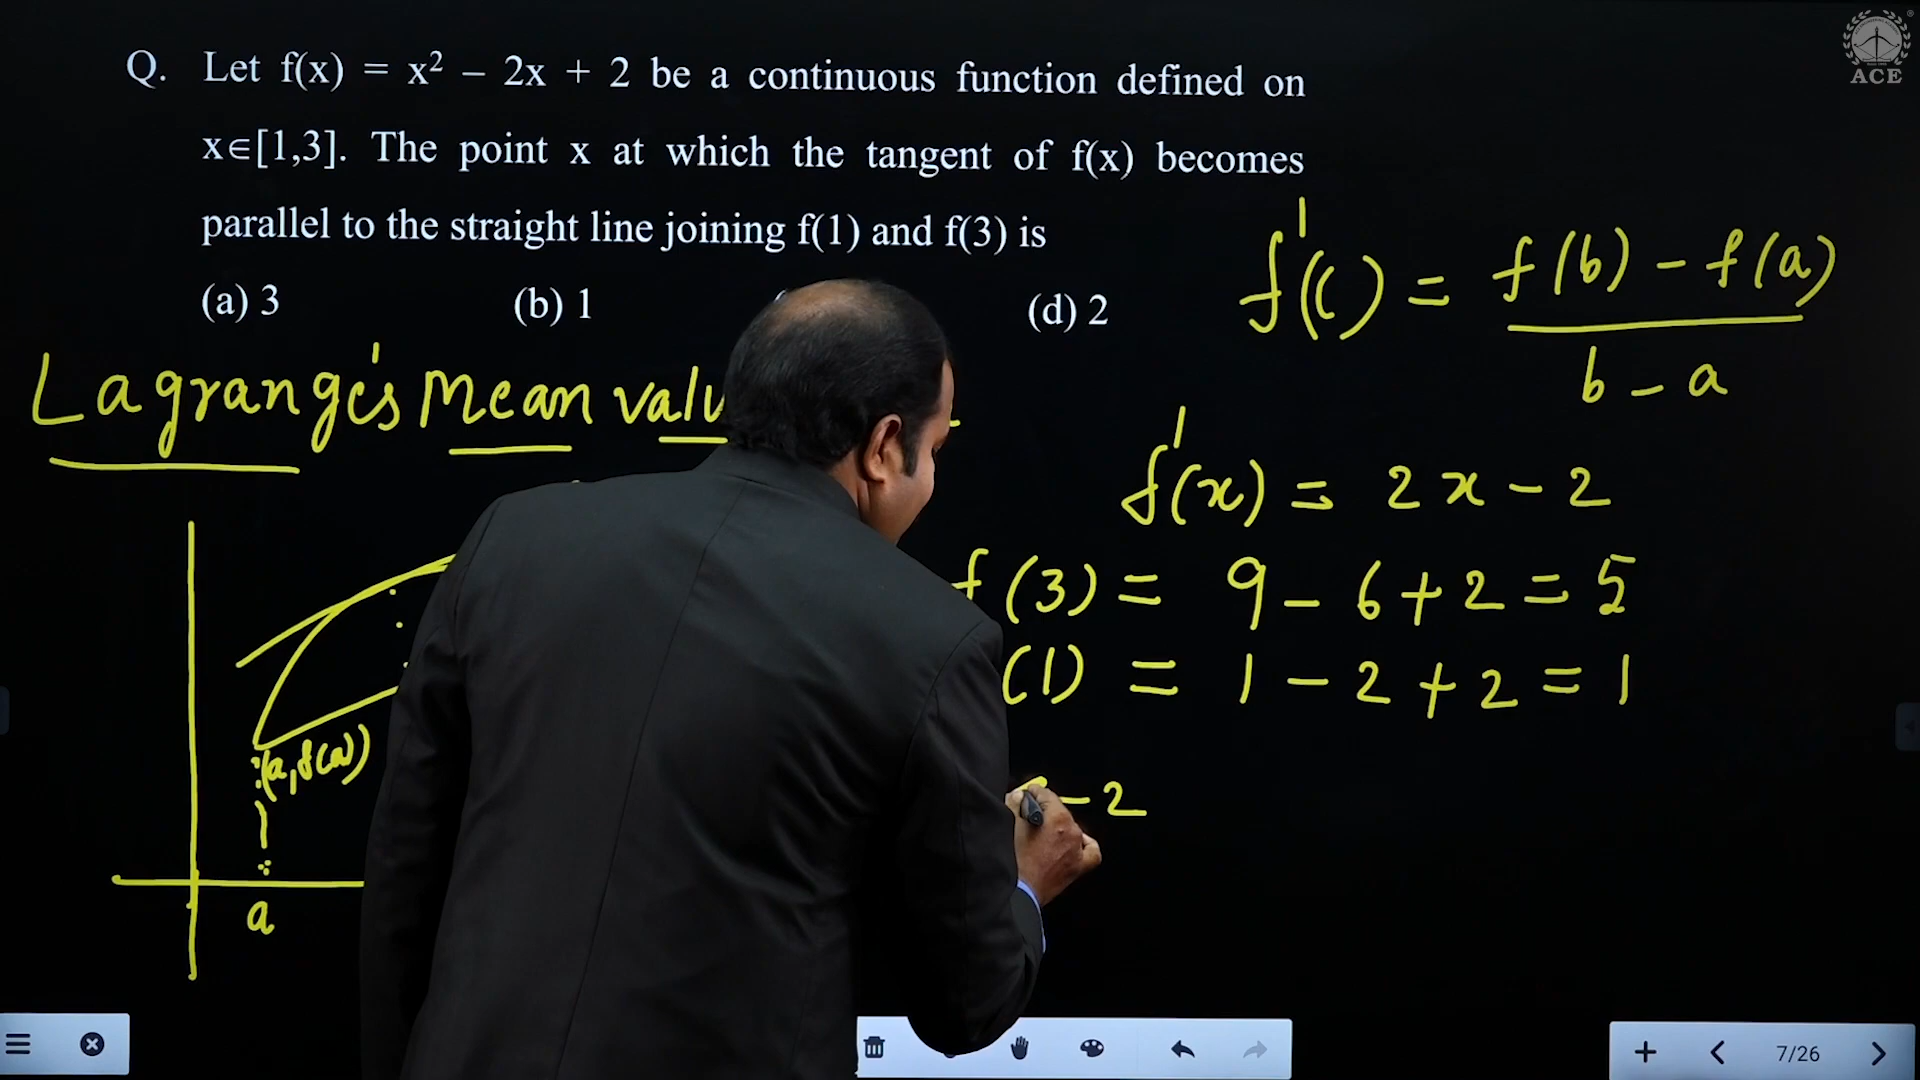 Q. Let f(x) = x² – 2x + 2 be a continuous function defined on
x∈[1,3]. The point x at which the tangent of f(x) becomes
parallel to the straight line joining f(1) and f(3) is
(a) 3 (b) 1 (d) 2
ACE
f'(c) = f(b) - f(a)
b - a
Lagrange's Mean
f'(x) = 2x - 2
f(3) = 9 - 6 + 2 = 5
(1) = 1 - 2 + 2 = 1
(a, f(a))
- 2
a
7/26